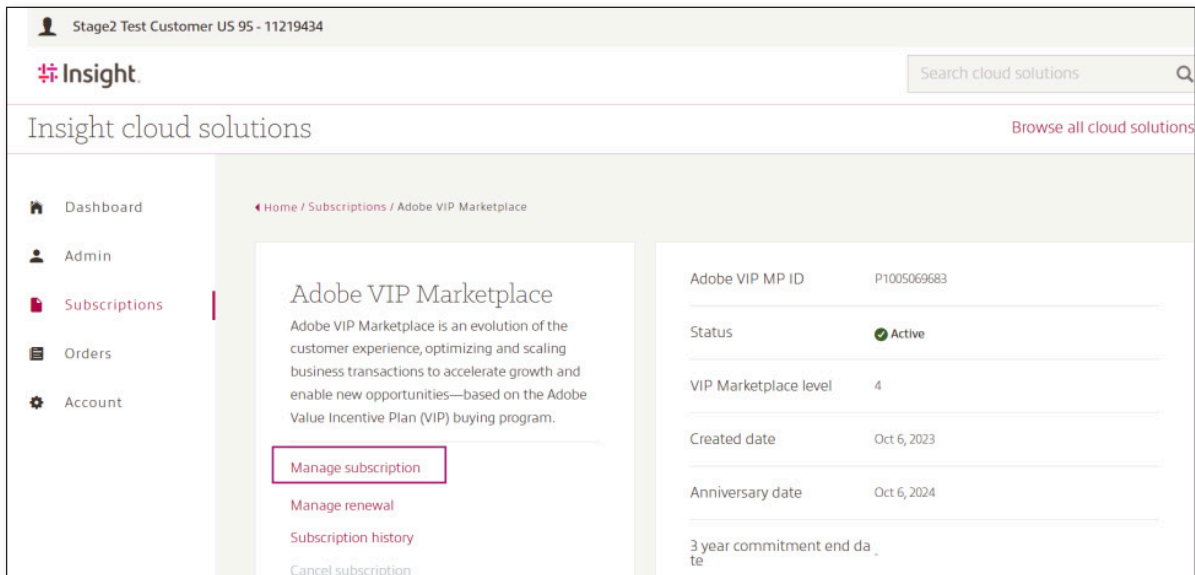 Stage2 Test Customer US 95 - 11219434
Insight.
Search cloud solutions
Insight cloud solutions
Browse all cloud solutions
Dashboard
Admin
Subscriptions
Orders
Account
Home / Subscriptions / Adobe VIP Marketplace
Adobe VIP Marketplace
Adobe VIP Marketplace is an evolution of the
customer experience, optimizing and scaling
business transactions to accelerate growth and
enable new opportunities—based on the Adobe
Value Incentive Plan (VIP) buying program.
Manage subscription
Manage renewal
Subscription history
Cancel subscription
Adobe VIP MP ID P1005069683
Status Active
VIP Marketplace level 4
Created date Oct 6, 2023
Anniversary date Oct 6, 2024
3 year commitment end da -
te